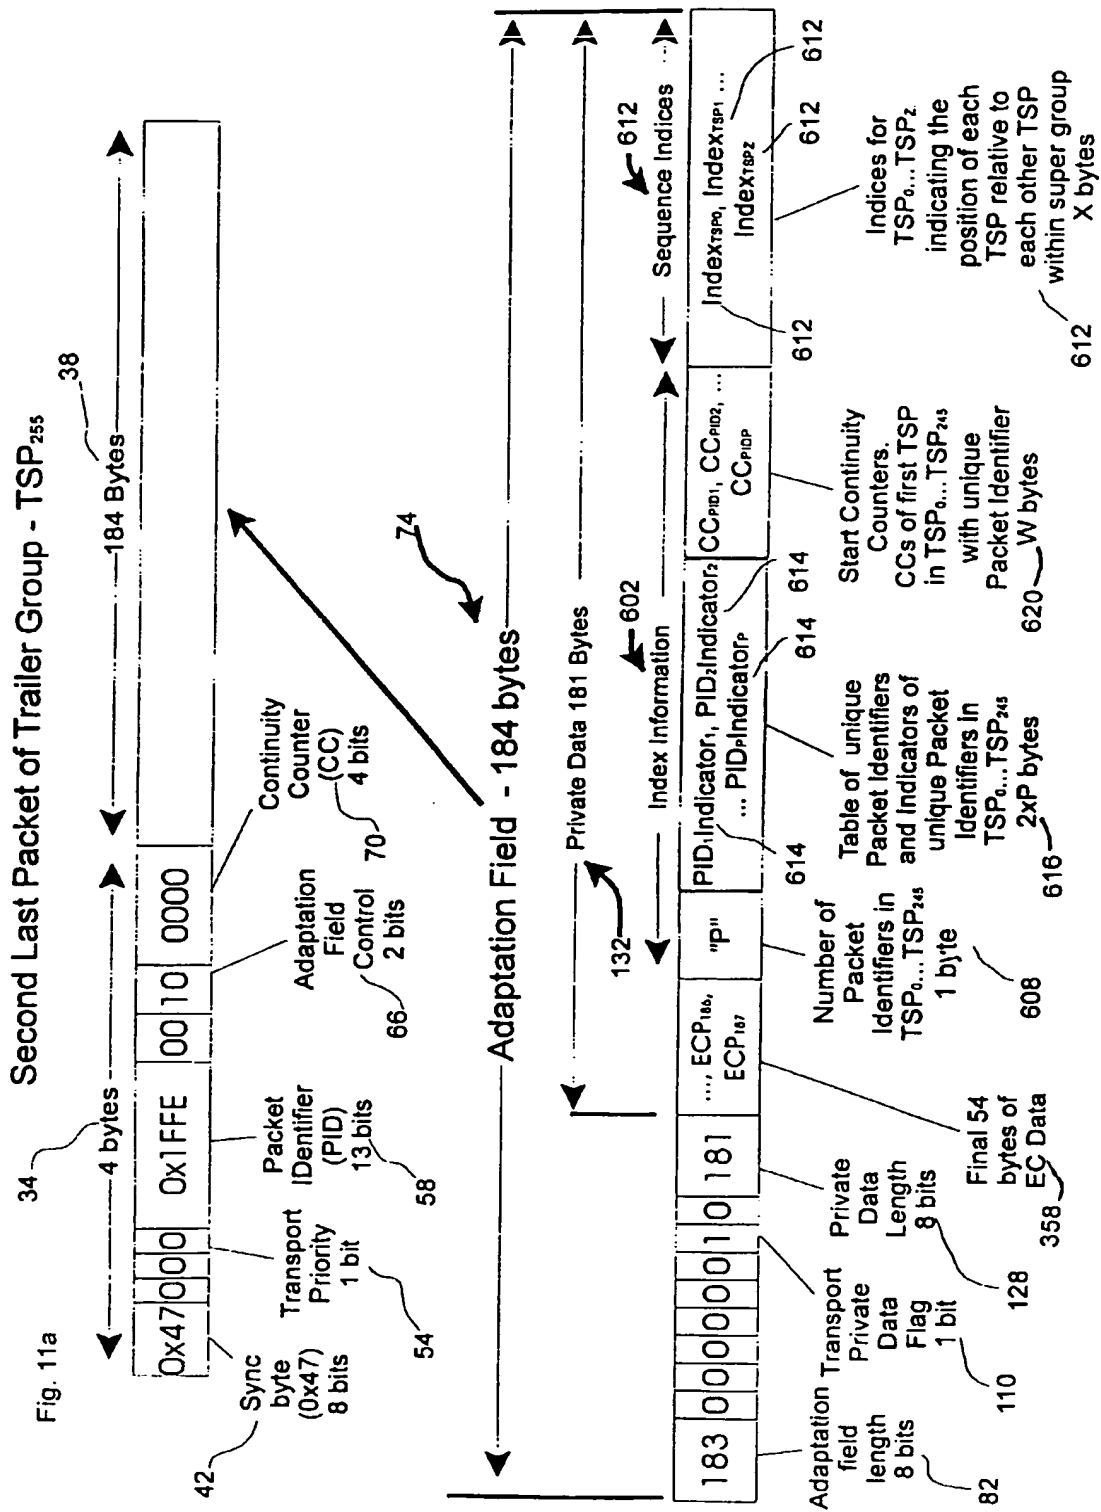 Fig. 11a
Second Last Packet of Trailer Group - TSP255
34
4 bytes
38
184 Bytes
0x47 0 0 0 0x1FFE 00 10 0000
42
Sync
byte
(0x47)
8 bits
Transport
Priority
1 bit
54
Packet
IDentifier
(PID)
13 bits
58
Adaptation
Field
Control
2 bits
66
Continuity
Counter
(CC)
4 bits
70
74
Adaptation Field - 184 bytes
Private Data 181 Bytes
132
Index Information
602
Sequence Indices
612
183 0 0 0 0 0 0 1 0 181
..., ECP186,
ECP187
"P"
PID1Indicator1, PID2Indicator2
... PIDPIndicatorP
CCPID1, CCPID2, ...
CCPIDP
IndexTSP0, IndexTSP1 ...
IndexTSPZ
614
614
614
612
612
612
Adaptation
field
length
8 bits
82
Transport
Private
Data
Flag
1 bit
110
Private
Data
Length
8 bits
128
Final 54
bytes of
EC Data
358
Number of
Packet
Identifiers in
TSP0...TSP245
1 byte
608
Table of unique
Packet Identifiers
and Indicators of
unique Packet
Identifiers in
TSP0...TSP245
2xP bytes
616
Start Continuity
Counters.
CCs of first TSP
in TSP0...TSP245
with unique
Packet Identifier
W bytes
620
Indices for
TSP0...TSPZ
indicating the
position of each
TSP relative to
each other TSP
within super group
X bytes
612